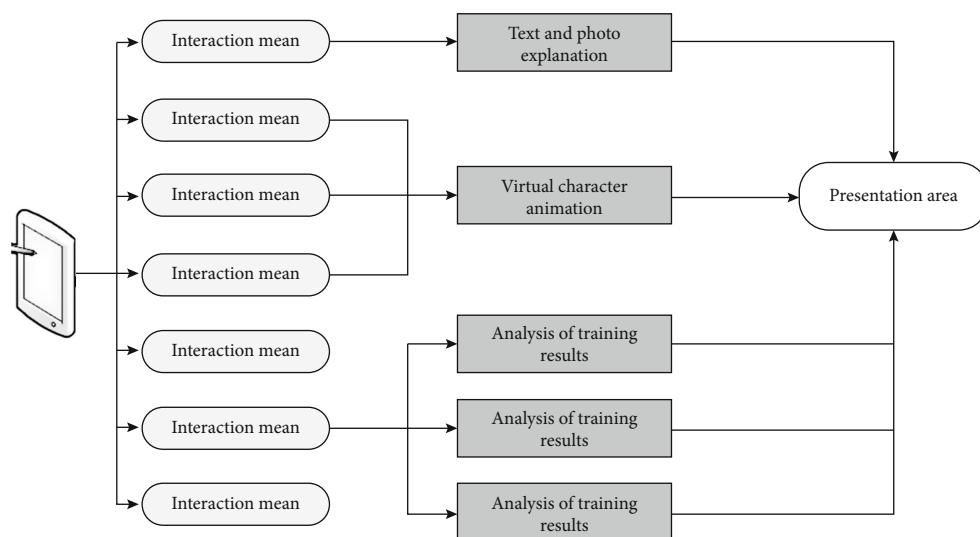 Interaction mean
Text and photo
explanation
Interaction mean
Interaction mean
Virtual character
animation
Presentation area
Interaction mean
Interaction mean
Analysis of training
results
Interaction mean
Analysis of training
results
Interaction mean
Analysis of training
results